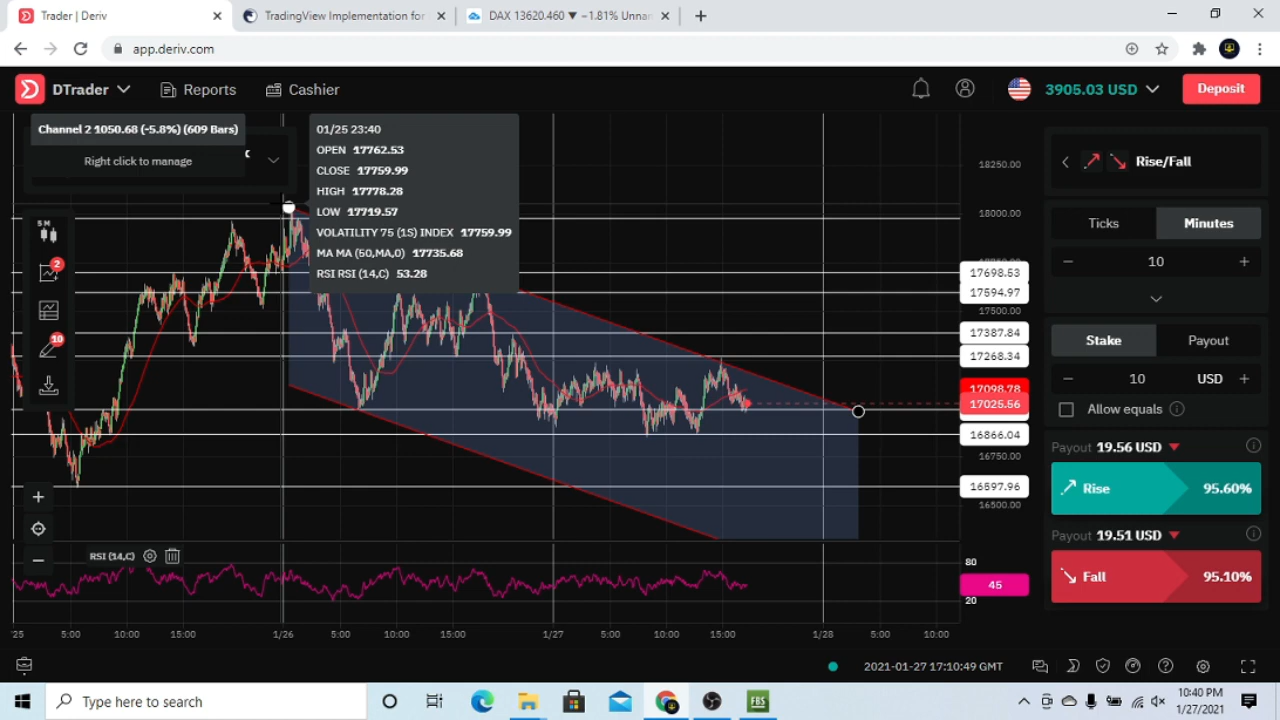 Trader | Deriv
TradingView Implementation for
DAX 13620.460 ▼ −1.81% Unnam
app.deriv.com
DTrader
Reports
Cashier
3905.03 USD
Deposit
Channel 2 1050.68 (-5.8%) (609 Bars)
Right click to manage
01/25 23:40
OPEN 17762.53
CLOSE 17759.99
HIGH 17778.28
LOW 17719.57
VOLATILITY 75 (1S) INDEX 17759.99
MA MA (50,MA,0) 17735.68
RSI RSI (14,C) 53.28
5 M
2
10
18250.00
18000.00
17698.53
17594.97
17500.00
17387.84
17268.34
17098.78
17025.56
16866.04
16750.00
16697.96
16500.00
Rise/Fall
Ticks
Minutes
− 10 +
Stake
Payout
− 10 USD +
Allow equals
Payout 19.56 USD
Rise 95.60%
Payout 19.51 USD
Fall 95.10%
RSI (14,C)
80
45
20
'25 5:00 10:00 15:00 1/26 5:00 10:00 15:00 1/27 5:00 10:00 15:00 1/28 5:00 10:00
2021-01-27 17:10:49 GMT
Type here to search
FBS
10:40 PM
1/27/2021